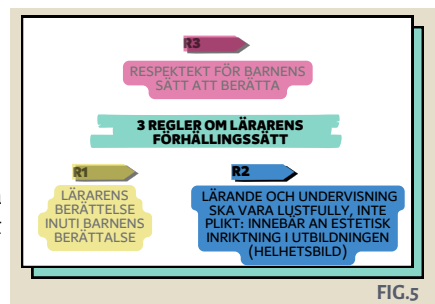 R3
RESPEKTEKT FÖR BARNENS
SÄTT ATT BERÄTTA
3 REGLER OM LÄRARENS
FÖRHÄLLINGSSÄTT
R1
LÄRARENS
BERÄTTELSE
INUTI BARNENS
BERÄTTALSE
R2
LÄRANDE OCH UNDERVISNING
SKA VARA LUSTFULLY, INTE
PLIKT: INNEBÄR AN ESTETISK
INRIKTNING I UTBILDNINGEN
(HELHETSBILD)
FIG.5